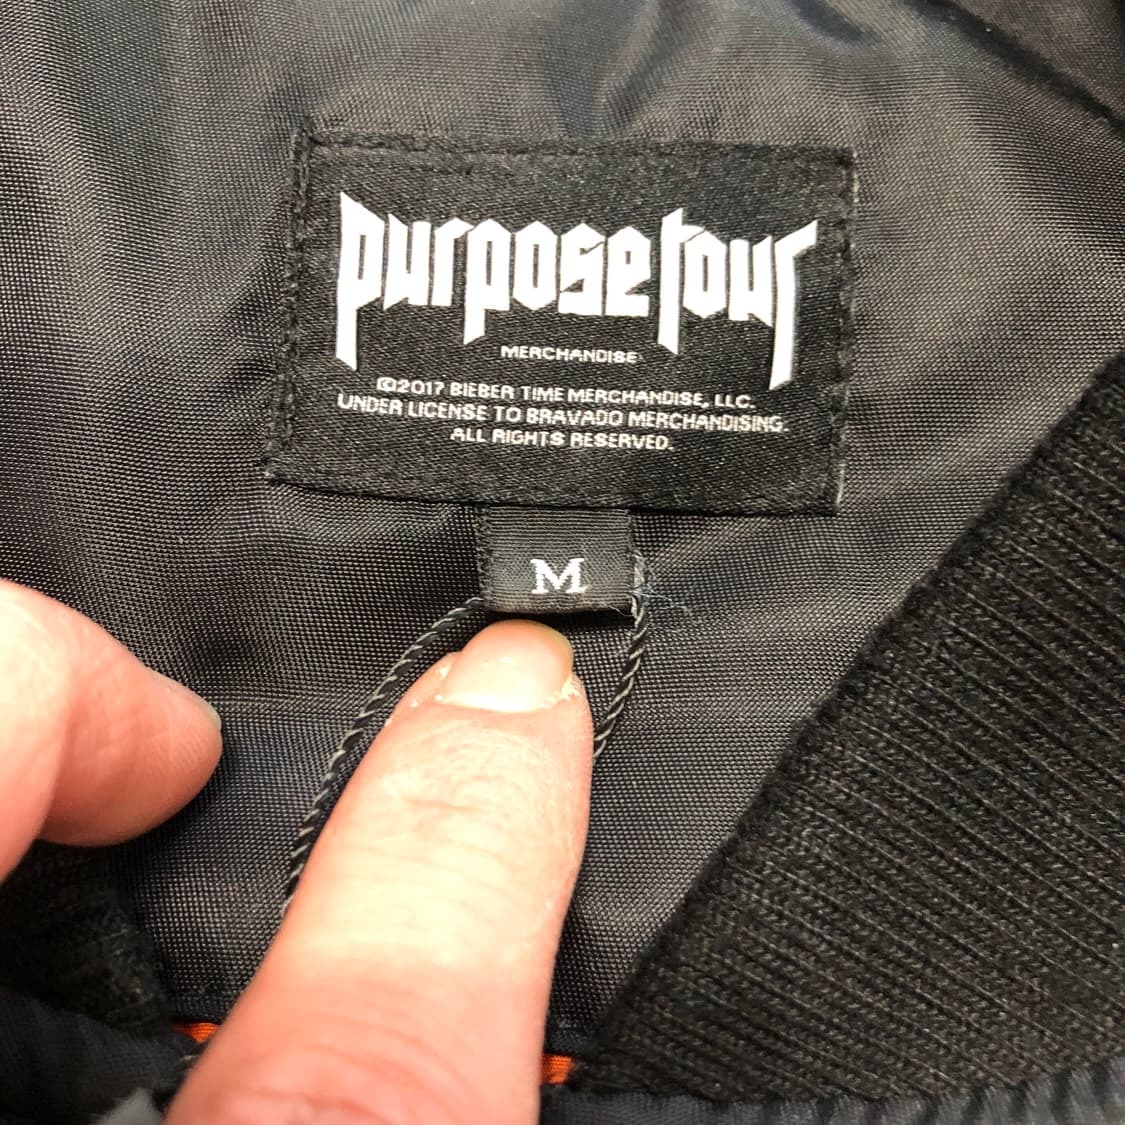 purpose tour
MERCHANDISE
©2017 BIEBER TIME MERCHANDISE, LLC.
UNDER LICENSE TO BRAVADO MERCHANDISING.
ALL RIGHTS RESERVED.
M